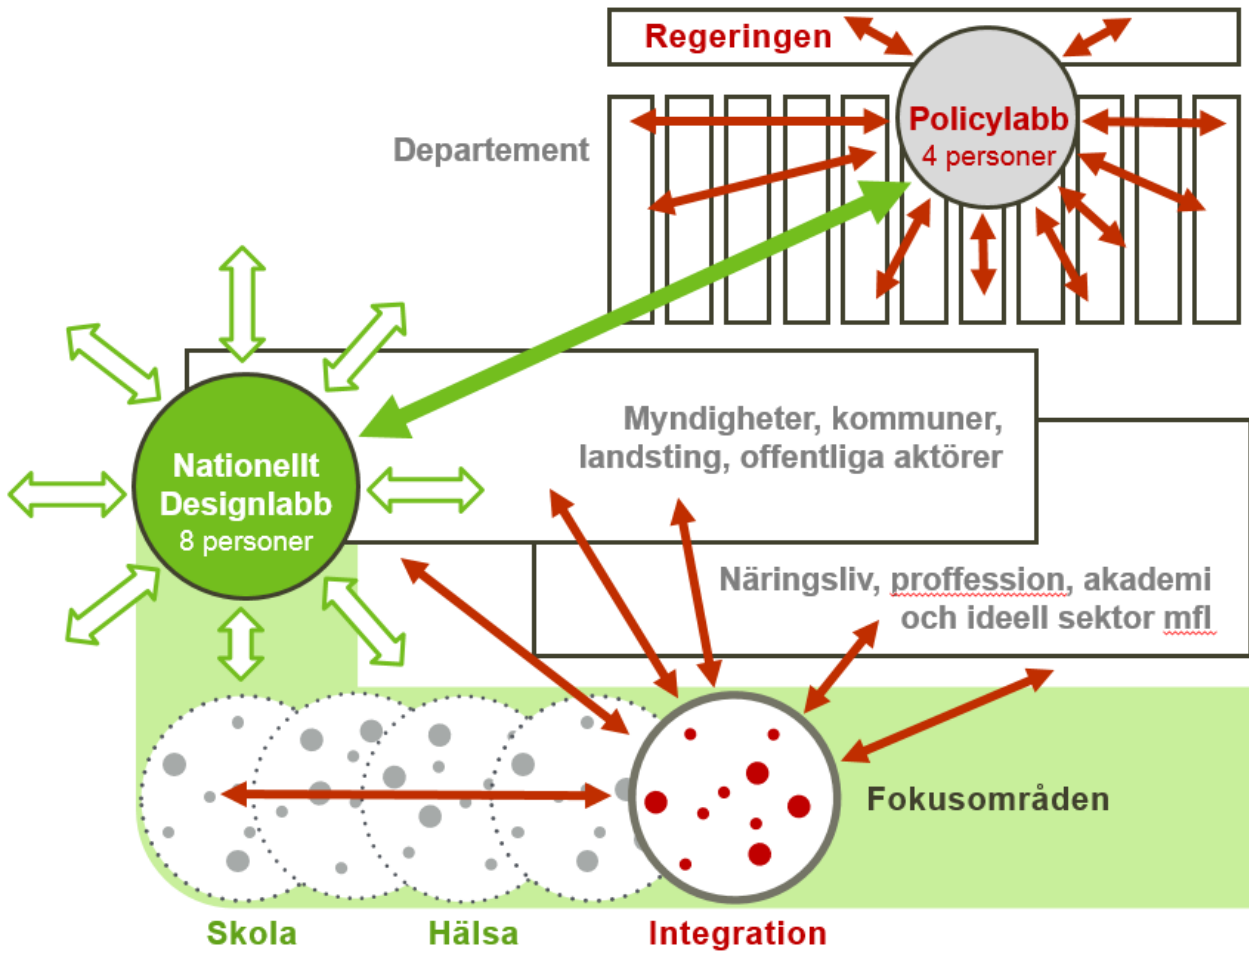 Regeringen
Policylabb
4 personer
Departement
Myndigheter, kommuner,
landsting, offentliga aktörer
Nationellt
Designlabb
8 personer
Näringsliv, proffession, akademi
och ideell sektor mfl
Fokusområden
Skola
Hälsa
Integration